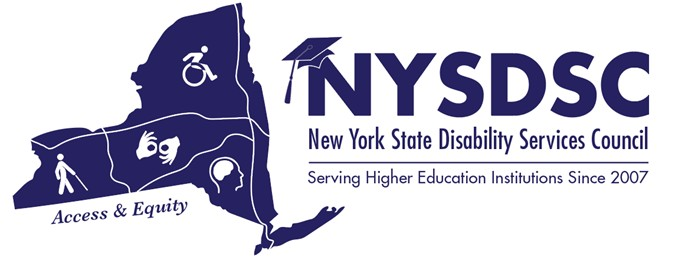 NYSDSC
New York State Disability Services Council
Serving Higher Education Institutions Since 2007
Access & Equity